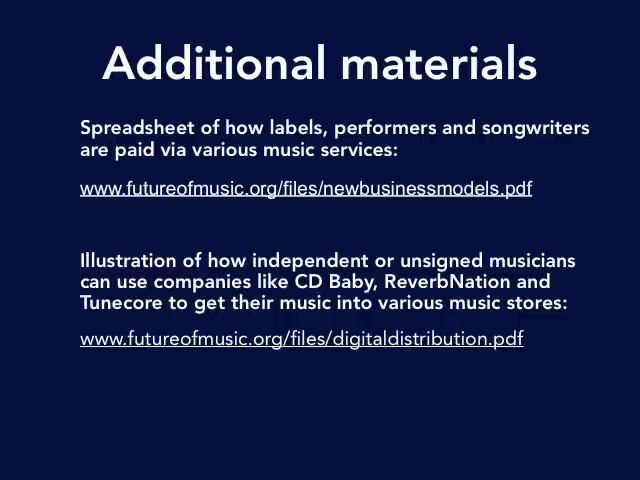 Additional materials
Spreadsheet of how labels, performers and songwriters
are paid via various music services:
www.futureofmusic.org/files/newbusinessmodels.pdf
Illustration of how independent or unsigned musicians
can use companies like CD Baby, ReverbNation and
Tunecore to get their music into various music stores:
www.futureofmusic.org/files/digitaldistribution.pdf